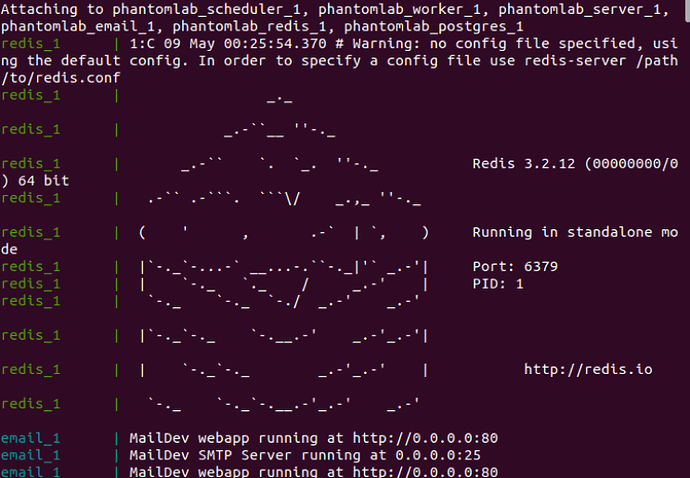 Attaching to phantomlab_scheduler_1, phantomlab_worker_1, phantomlab_server_1,
phantomlab_email_1, phantomlab_redis_1, phantomlab_postgres_1
redis_1      | 1:C 09 May 00:25:54.370 # Warning: no config file specified, usi
ng the default config. In order to specify a config file use redis-server /path
/to/redis.conf
redis_1      |                 _._
redis_1      |            _.-``__ ''-._
redis_1      |       _.-``    `.  `_.  ''-._           Redis 3.2.12 (00000000/0
) 64 bit
redis_1      |   .-`` .-```.  ```\/    _.,_ ''-._
redis_1      |  (    '      ,       .-`  | `,    )     Running in standalone mo
de
redis_1      |  |`-._`-...-` __...-.``-._|'` _.-'|     Port: 6379
redis_1      |  |    `-._   `._    /     _.-'    |     PID: 1
redis_1      |   `-._    `-._  `-./  _.-'    _.-'
redis_1      |  |`-._`-._    `-.__.-'    _.-'_.-'|
redis_1      |  |    `-._`-._        _.-'_.-'    |           http://redis.io
redis_1      |   `-._    `-._`-.__.-'_.-'    _.-'
email_1      | MailDev webapp running at http://0.0.0.0:80
email_1      | MailDev SMTP Server running at 0.0.0.0:25
email_1      | MailDev webapp running at http://0.0.0.0:80